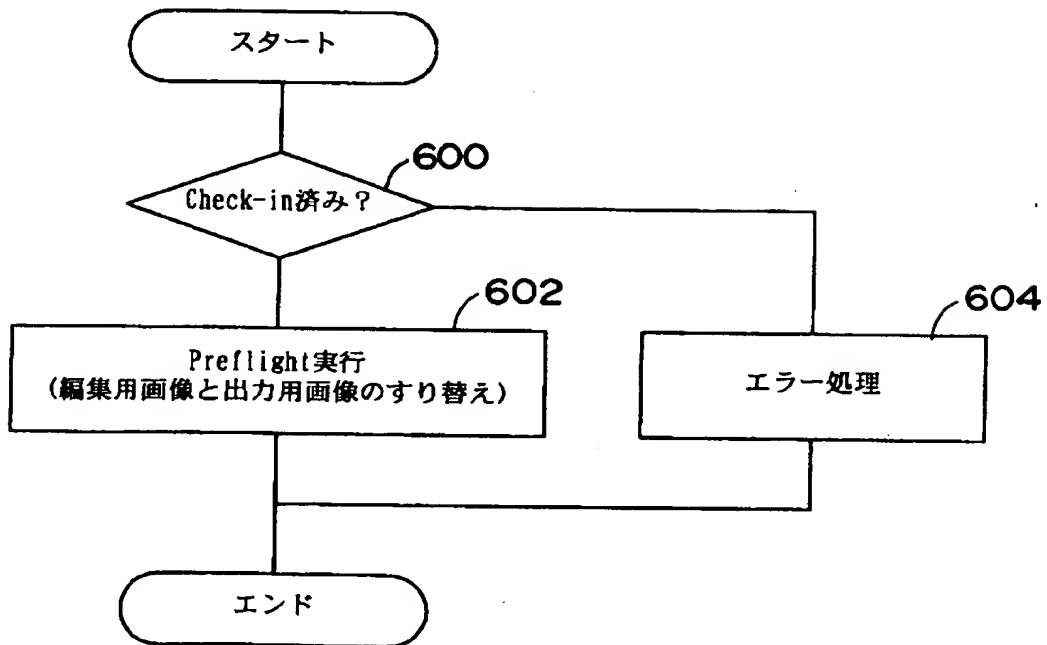 スタート
600
Check-in済み？
602
604
Preflight実行
(編集用画像と出力用画像のすり替え)
エラー処理
エンド